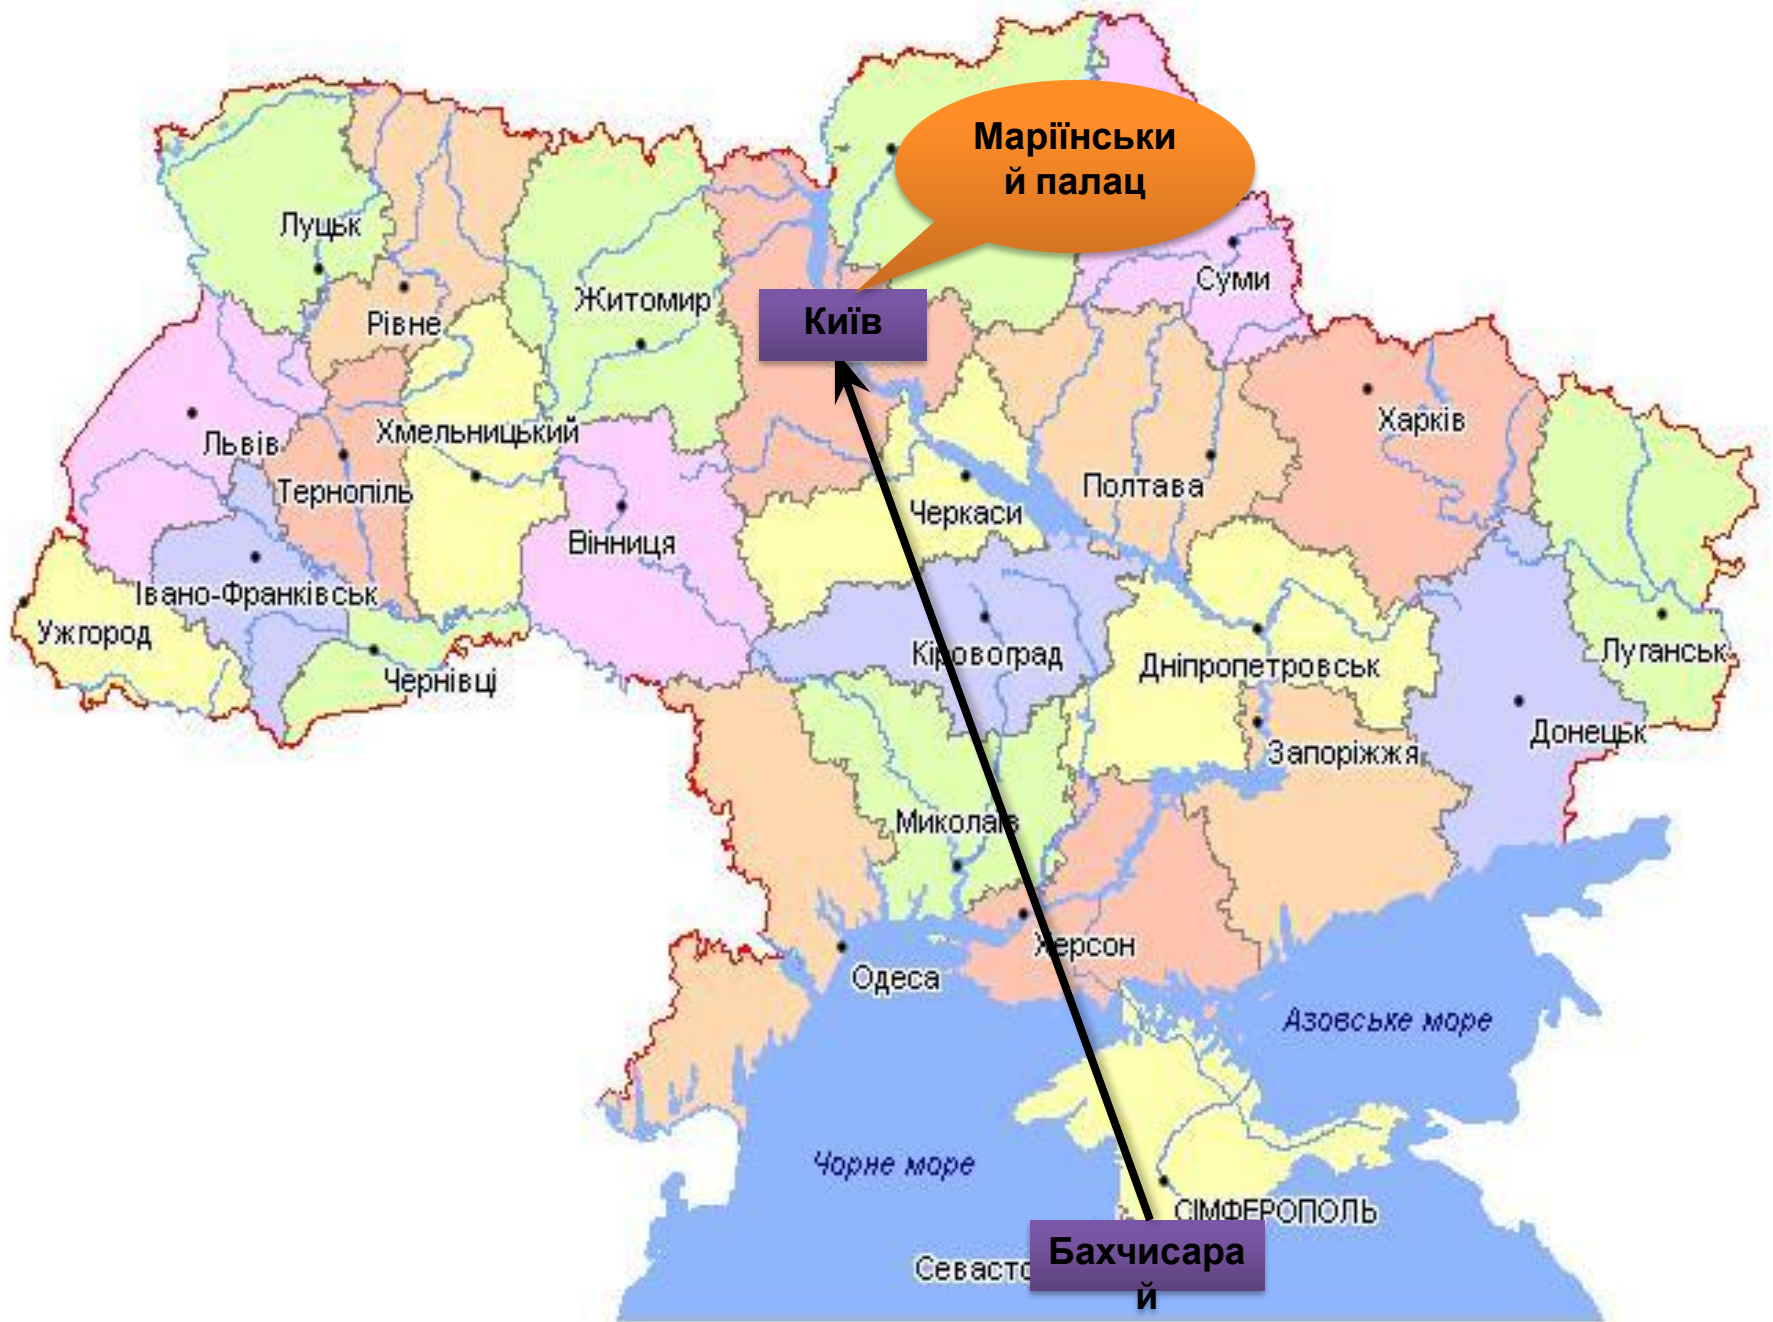 Маріїнськи
й палац
Луцьк
Суми
Житомир
Рівне
Київ
Харків
Львів
Хмельницький
Тернопіль
Полтава
Черкаси
Вінниця
Івано-Франківськ
Ужгород
Кіровоград
Дніпропетровськ
Луганськ
Чернівці
Донецьк
Запоріжжя
Миколаїв
Херсон
Одеса
Азовське море
Чорне море
СІМФЕРОПОЛЬ
Севасто
Бахчисара
й